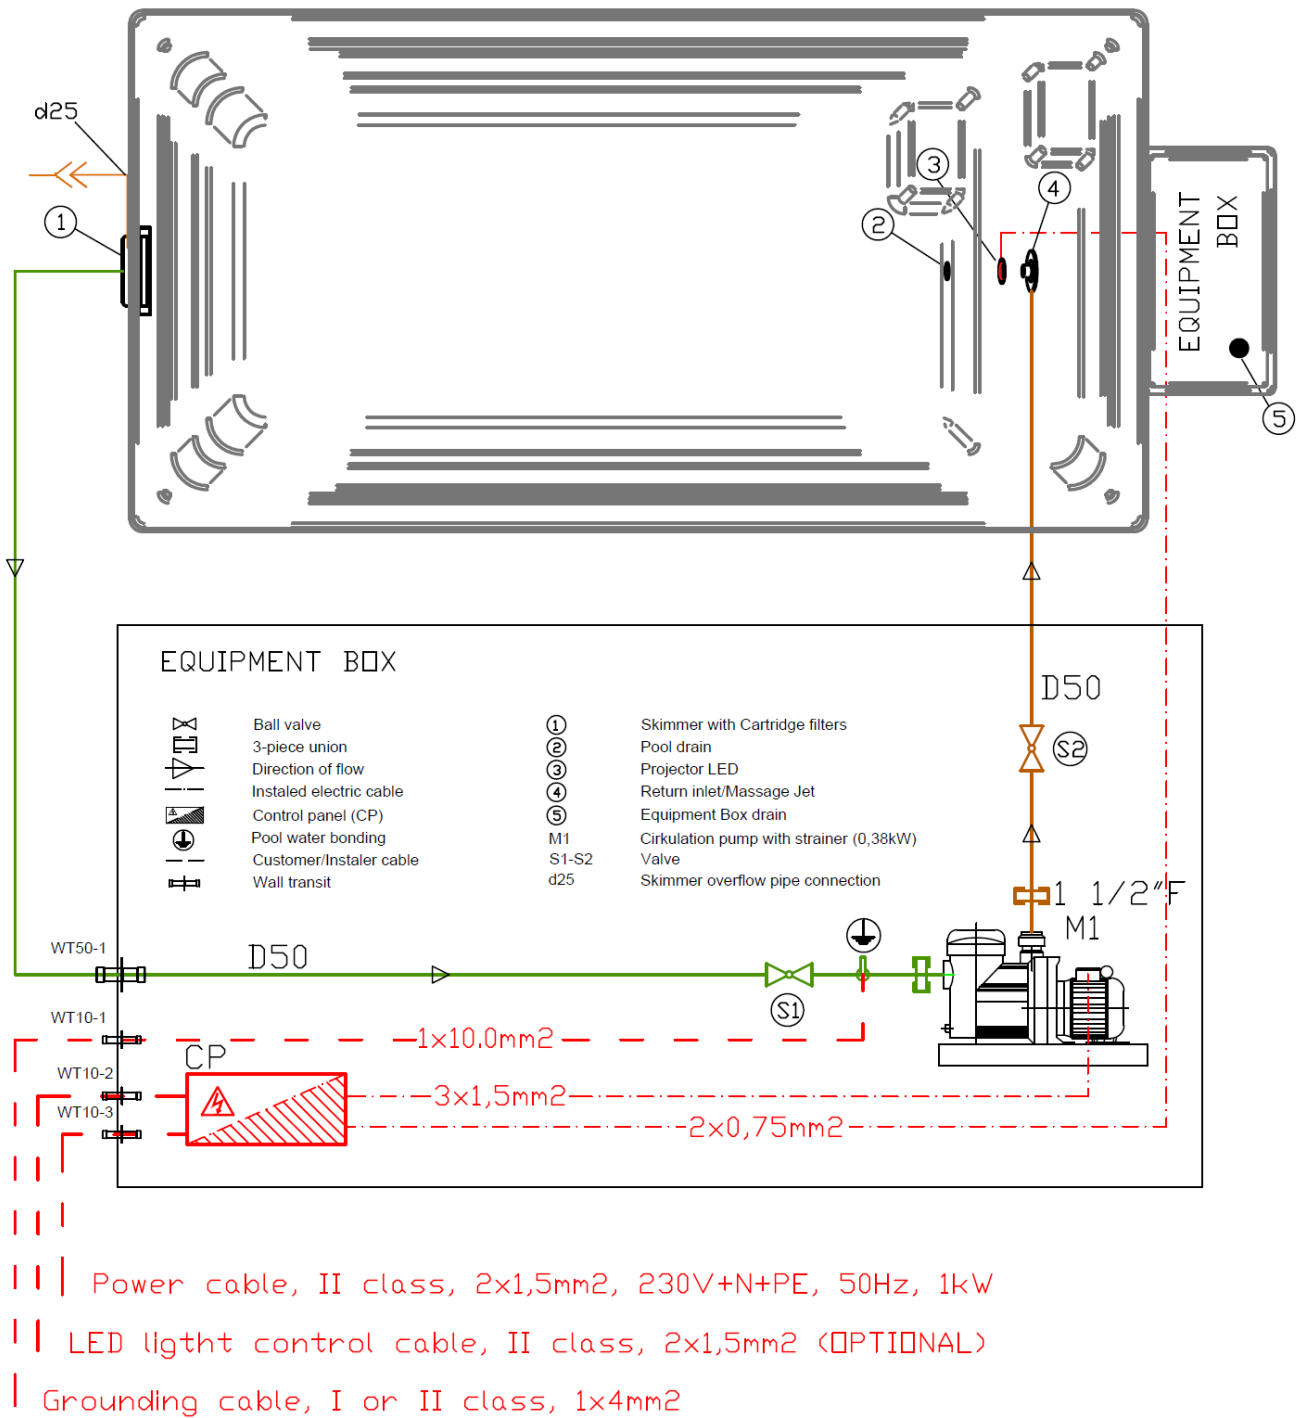 d25
1
2
3
4
EQUIPMENT
BOX
5
EQUIPMENT BOX
Ball valve
3-piece union
Direction of flow
Instaled electric cable
Control panel (CP)
Pool water bonding
Customer/Instaler cable
Wall transit
1 Skimmer with Cartridge filters
2 Pool drain
3 Projector LED
4 Return inlet/Massage Jet
5 Equipment Box drain
M1 Cirkulation pump with strainer (0,38kW)
S1-S2 Valve
d25 Skimmer overflow pipe connection
D50
S2
1 1/2"F
M1
WT50-1
D50
S1
WT10-1
1x10.0mm2
CP
WT10-2
3x1,5mm2
WT10-3
2x0,75mm2
Power cable, II class, 2x1,5mm2, 230V+N+PE, 50Hz, 1kW
LED ligtht control cable, II class, 2x1,5mm2 (OPTIONAL)
Grounding cable, I or II class, 1x4mm2